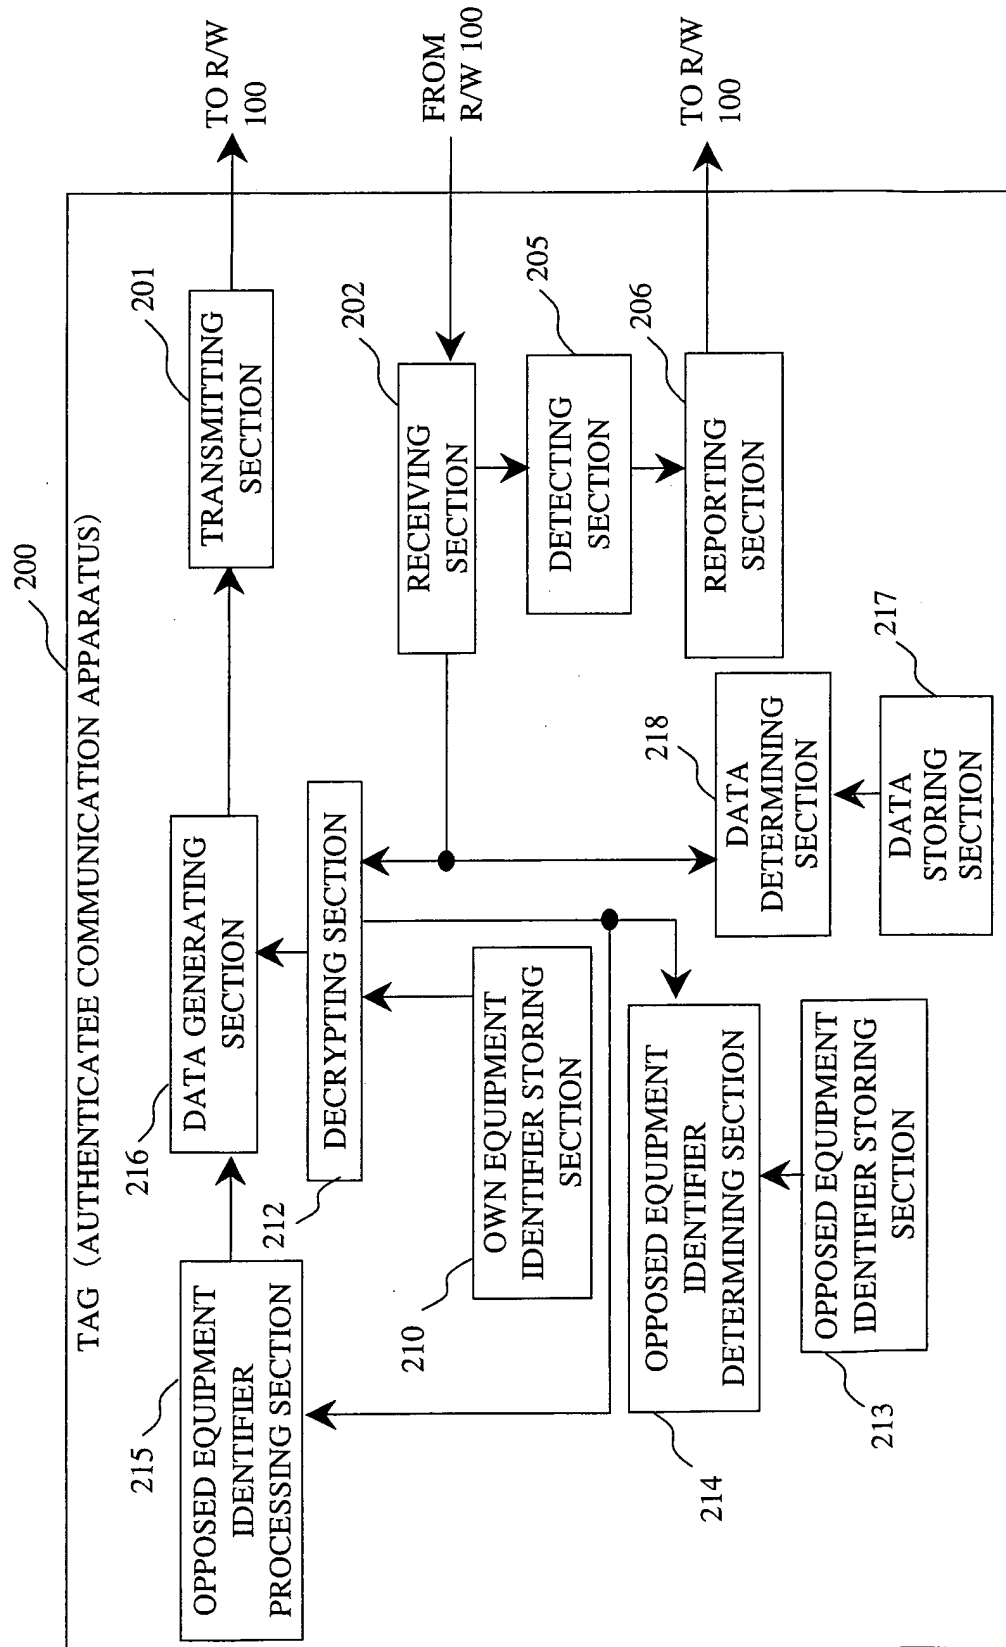 200
TAG (AUTHENTICATEE COMMUNICATION APPARATUS)
215
OPPOSED EQUIPMENT
IDENTIFIER
PROCESSING SECTION
216
DATA GENERATING
SECTION
201
TRANSMITTING
SECTION
TO R/W
100
212
DECRYPTING SECTION
202
RECEIVING
SECTION
FROM
R/W 100
210
OWN EQUIPMENT
IDENTIFIER STORING
SECTION
205
DETECTING
SECTION
214
OPPOSED EQUIPMENT
IDENTIFIER
DETERMINING SECTION
218
DATA
DETERMINING
SECTION
206
REPORTING
SECTION
TO R/W
100
213
OPPOSED EQUIPMENT
IDENTIFIER STORING
SECTION
217
DATA
STORING
SECTION